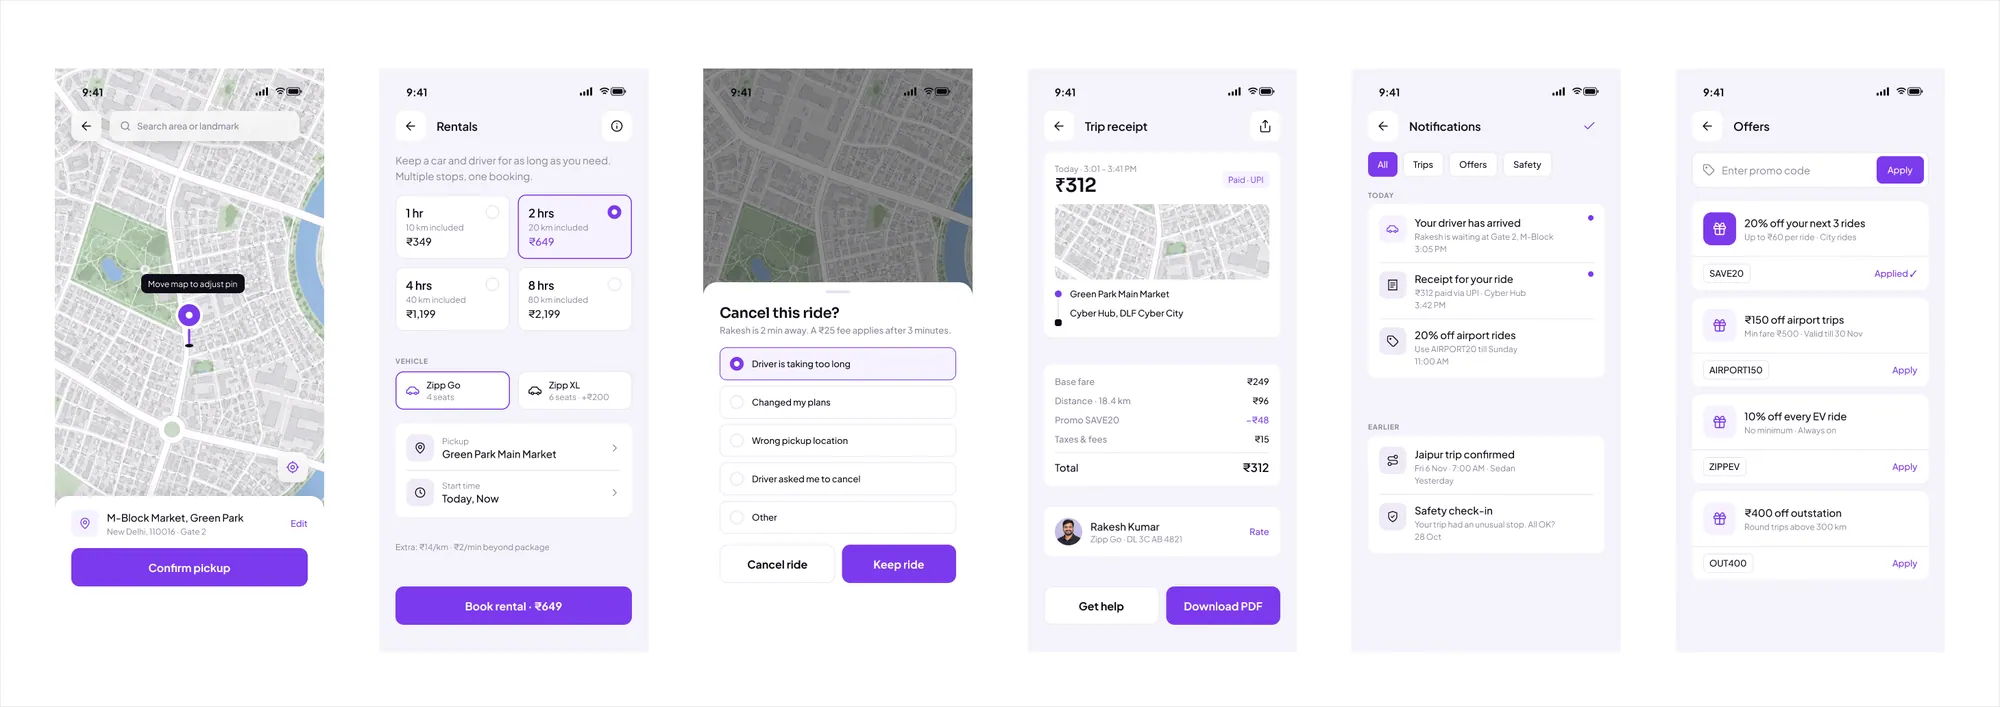 9:41
Search area or landmark
Move map to adjust pin
M-Block Market, Green Park
New Delhi, 110016 · Gate 2
Edit
Confirm pickup
9:41
Rentals
Keep a car and driver for as long as you need.
Multiple stops, one booking.
1 hr
10 km included
₹349
2 hrs
20 km included
₹649
4 hrs
40 km included
₹1,199
8 hrs
80 km included
₹2,199
VEHICLE
Zipp Go
4 seats
Zipp XL
6 seats · +₹200
Pickup
Green Park Main Market
Start time
Today, Now
Extra: ₹14/km · ₹2/min beyond package
Book rental · ₹649
9:41
Cancel this ride?
Rakesh is 2 min away. A ₹25 fee applies after 3 minutes.
Driver is taking too long
Changed my plans
Wrong pickup location
Driver asked me to cancel
Other
Cancel ride
Keep ride
9:41
Trip receipt
Today · 3:01 – 3:41 PM
₹312
Paid · UPI
Green Park Main Market
Cyber Hub, DLF Cyber City
Base fare ₹249
Distance · 18.4 km ₹96
Promo SAVE20 −₹48
Taxes & fees ₹15
Total ₹312
Rakesh Kumar
Zipp Go · DL 3C AB 4821
Rate
Get help
Download PDF
9:41
Notifications
All
Trips
Offers
Safety
TODAY
Your driver has arrived
Rakesh is waiting at Gate 2, M-Block
3:05 PM
Receipt for your ride
₹312 paid via UPI · Cyber Hub
3:42 PM
20% off airport rides
Use AIRPORT20 till Sunday
11:00 AM
EARLIER
Jaipur trip confirmed
Fri 6 Nov · 7:00 AM · Sedan
Yesterday
Safety check-in
Your trip had an unusual stop. All OK?
28 Oct
9:41
Offers
Enter promo code
Apply
20% off your next 3 rides
Up to ₹60 per ride · City rides
SAVE20
Applied ✓
₹150 off airport trips
Min fare ₹500 · Valid till 30 Nov
AIRPORT150
Apply
10% off every EV ride
No minimum · Always on
ZIPPEV
Apply
₹400 off outstation
Round trips above 300 km
OUT400
Apply